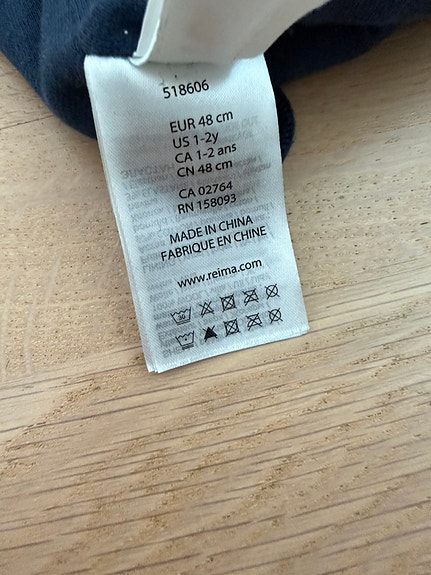 518606
EUR 48 cm
US 1-2y
CA 1-2 ans
CN 48 cm
CA 02764
RN 158093
MADE IN CHINA
FABRIQUE EN CHINE
www.reima.com
30